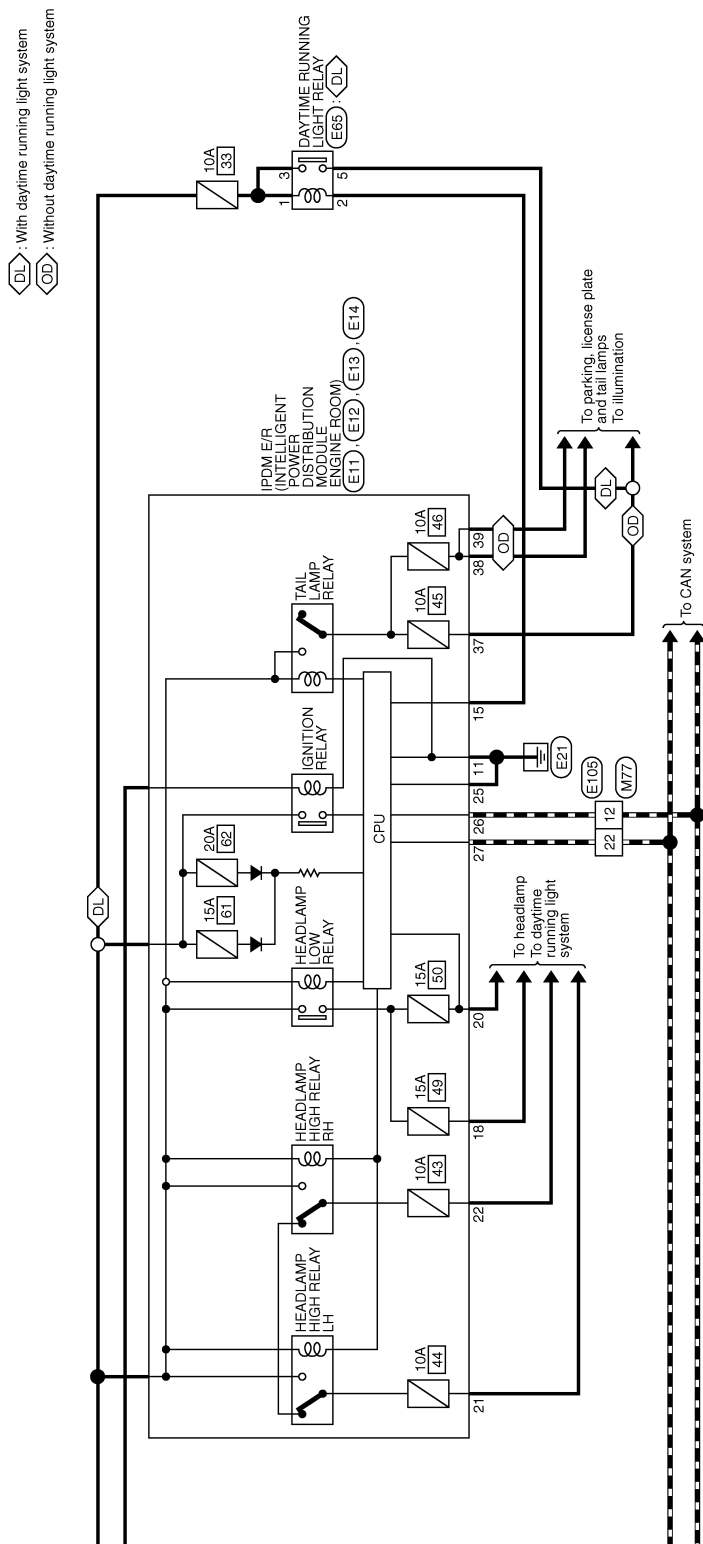 DL : With daytime running light system
OD : Without daytime running light system
10A
33
DAYTIME RUNNING
LIGHT RELAY
E65 : DL
1
3
2
5
DL
IPDM E/R
(INTELLIGENT
POWER
DISTRIBUTION
MODULE
ENGINE ROOM)
E11 , E12 , E13 , E14
HEADLAMP
HIGH RELAY
LH
HEADLAMP
HIGH RELAY
RH
HEADLAMP
LOW
RELAY
15A
61
20A
62
IGNITION
RELAY
TAIL
LAMP
RELAY
CPU
10A
44
10A
43
15A
49
15A
50
10A
45
10A
46
21
22
18
20
27
26
25
11
15
37
38
39
OD
DL
OD
To headlamp
To daytime
running light
system
22
12
E105
M77
E21
To parking, license plate
and tail lamps
To illumination
To CAN system